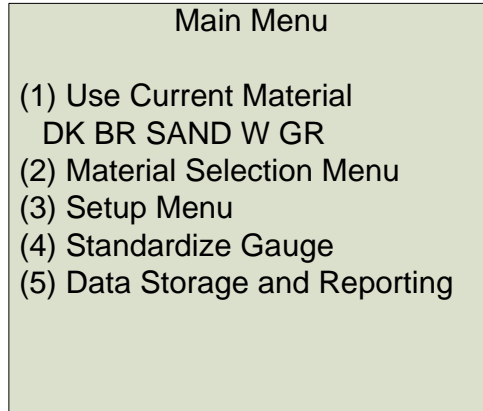 Main Menu
(1) Use Current Material
DK BR SAND W GR
(2) Material Selection Menu
(3) Setup Menu
(4) Standardize Gauge
(5) Data Storage and Reporting